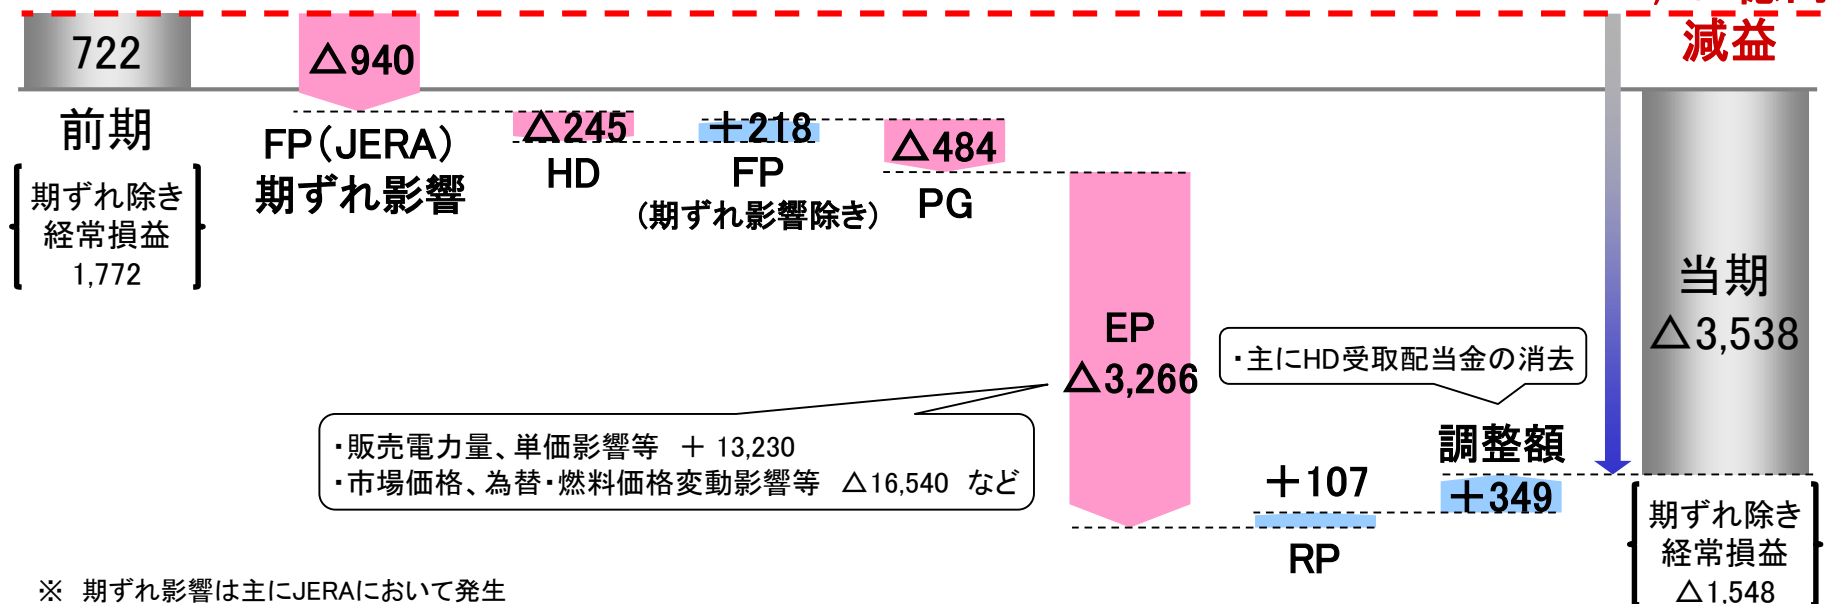 減益
722
△940
前期
期ずれ除き
経常損益
1,772
FP(JERA)
期ずれ影響
△245
HD
+218
FP
(期ずれ影響除き)
△484
PG
EP
△3,266
・販売電力量、単価影響等 + 13,230
・市場価格、為替・燃料価格変動影響等 △16,540 など
+107
RP
・主にHD受取配当金の消去
調整額
+349
当期
△3,538
期ずれ除き
経常損益
△1,548
※ 期ずれ影響は主にJERAにおいて発生